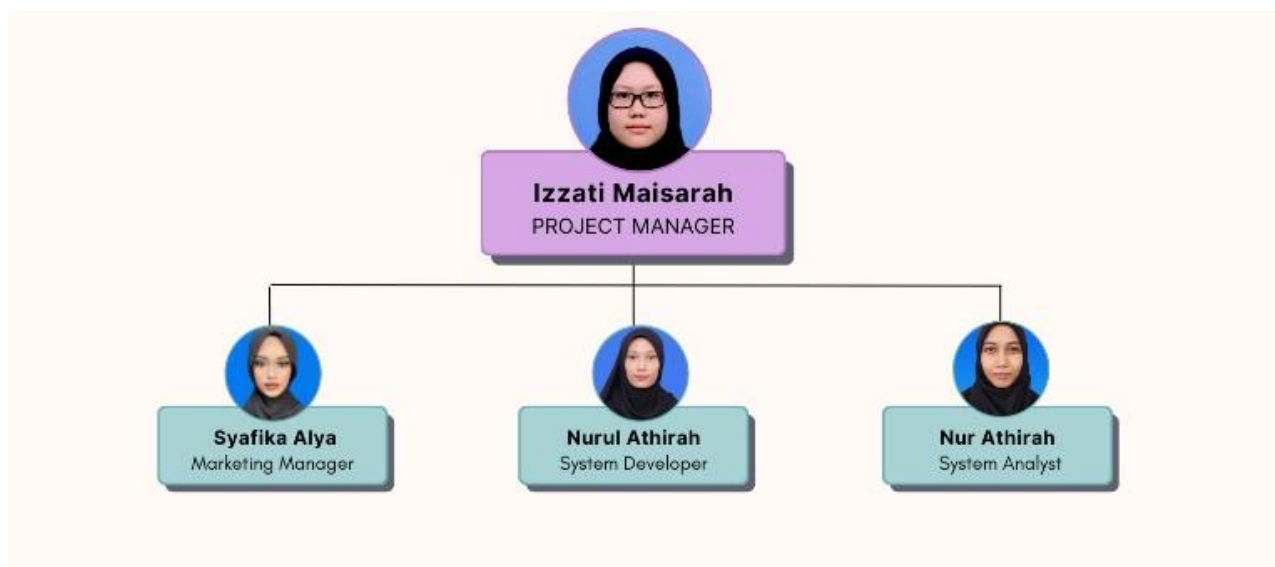 Izzati Maisarah
PROJECT MANAGER
Syafika Alya
Marketing Manager
Nurul Athirah
System Developer
Nur Athirah
System Analyst